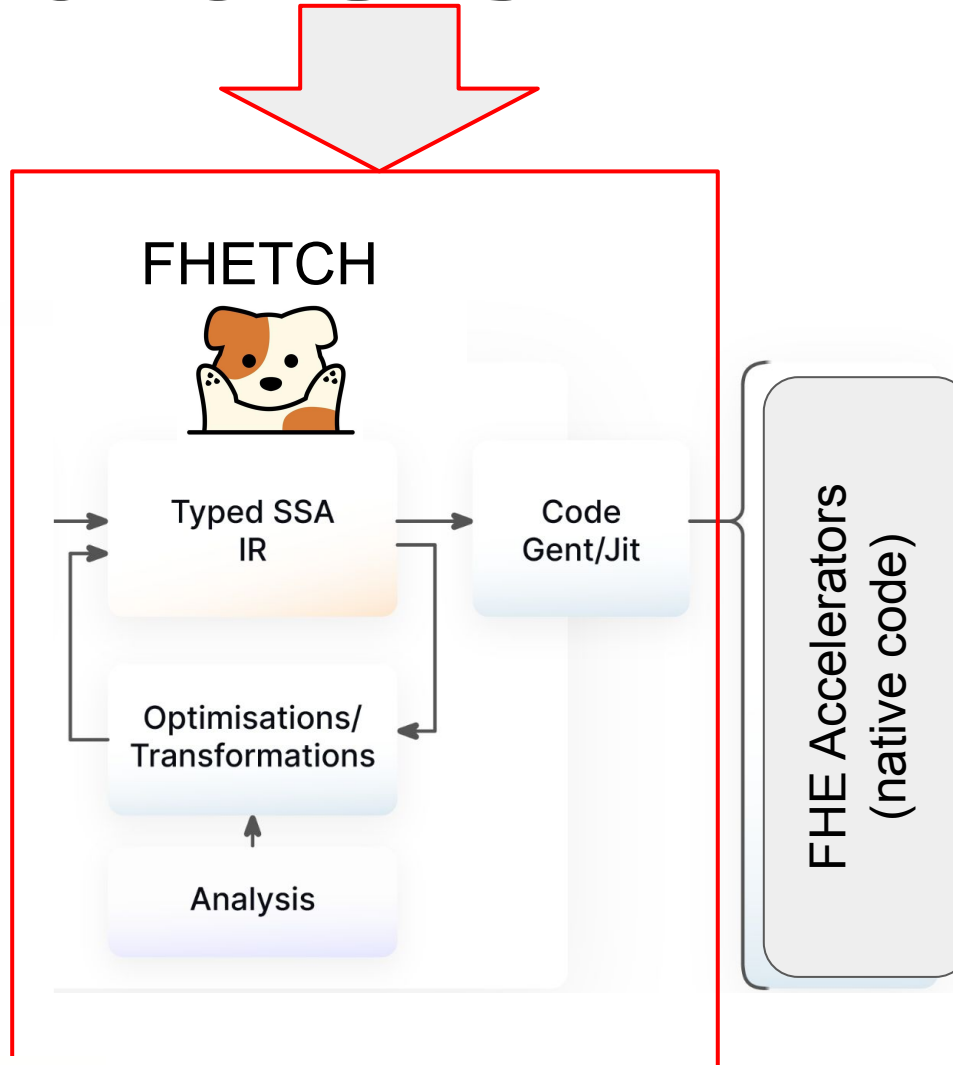 FHETCH
Typed SSA
IR
Code
Gent/Jit
Optimisations/
Transformations
Analysis
FHE Accelerators
(native code)